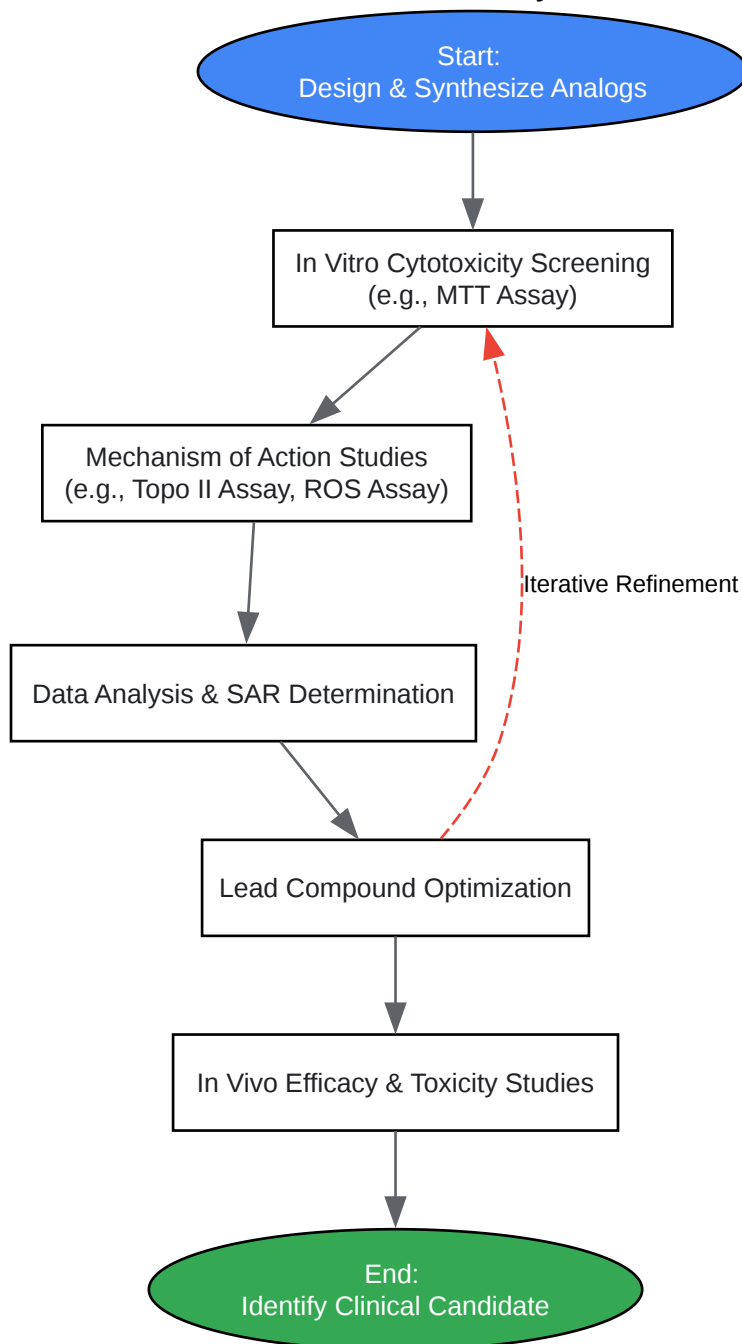 Start:
Design & Synthesize Analogs
In Vitro Cytotoxicity Screening
(e.g., MTT Assay)
Mechanism of Action Studies
(e.g., Topo II Assay, ROS Assay)
Iterative Refinement
Data Analysis & SAR Determination
Lead Compound Optimization
In Vivo Efficacy & Toxicity Studies
End:
Identify Clinical Candidate